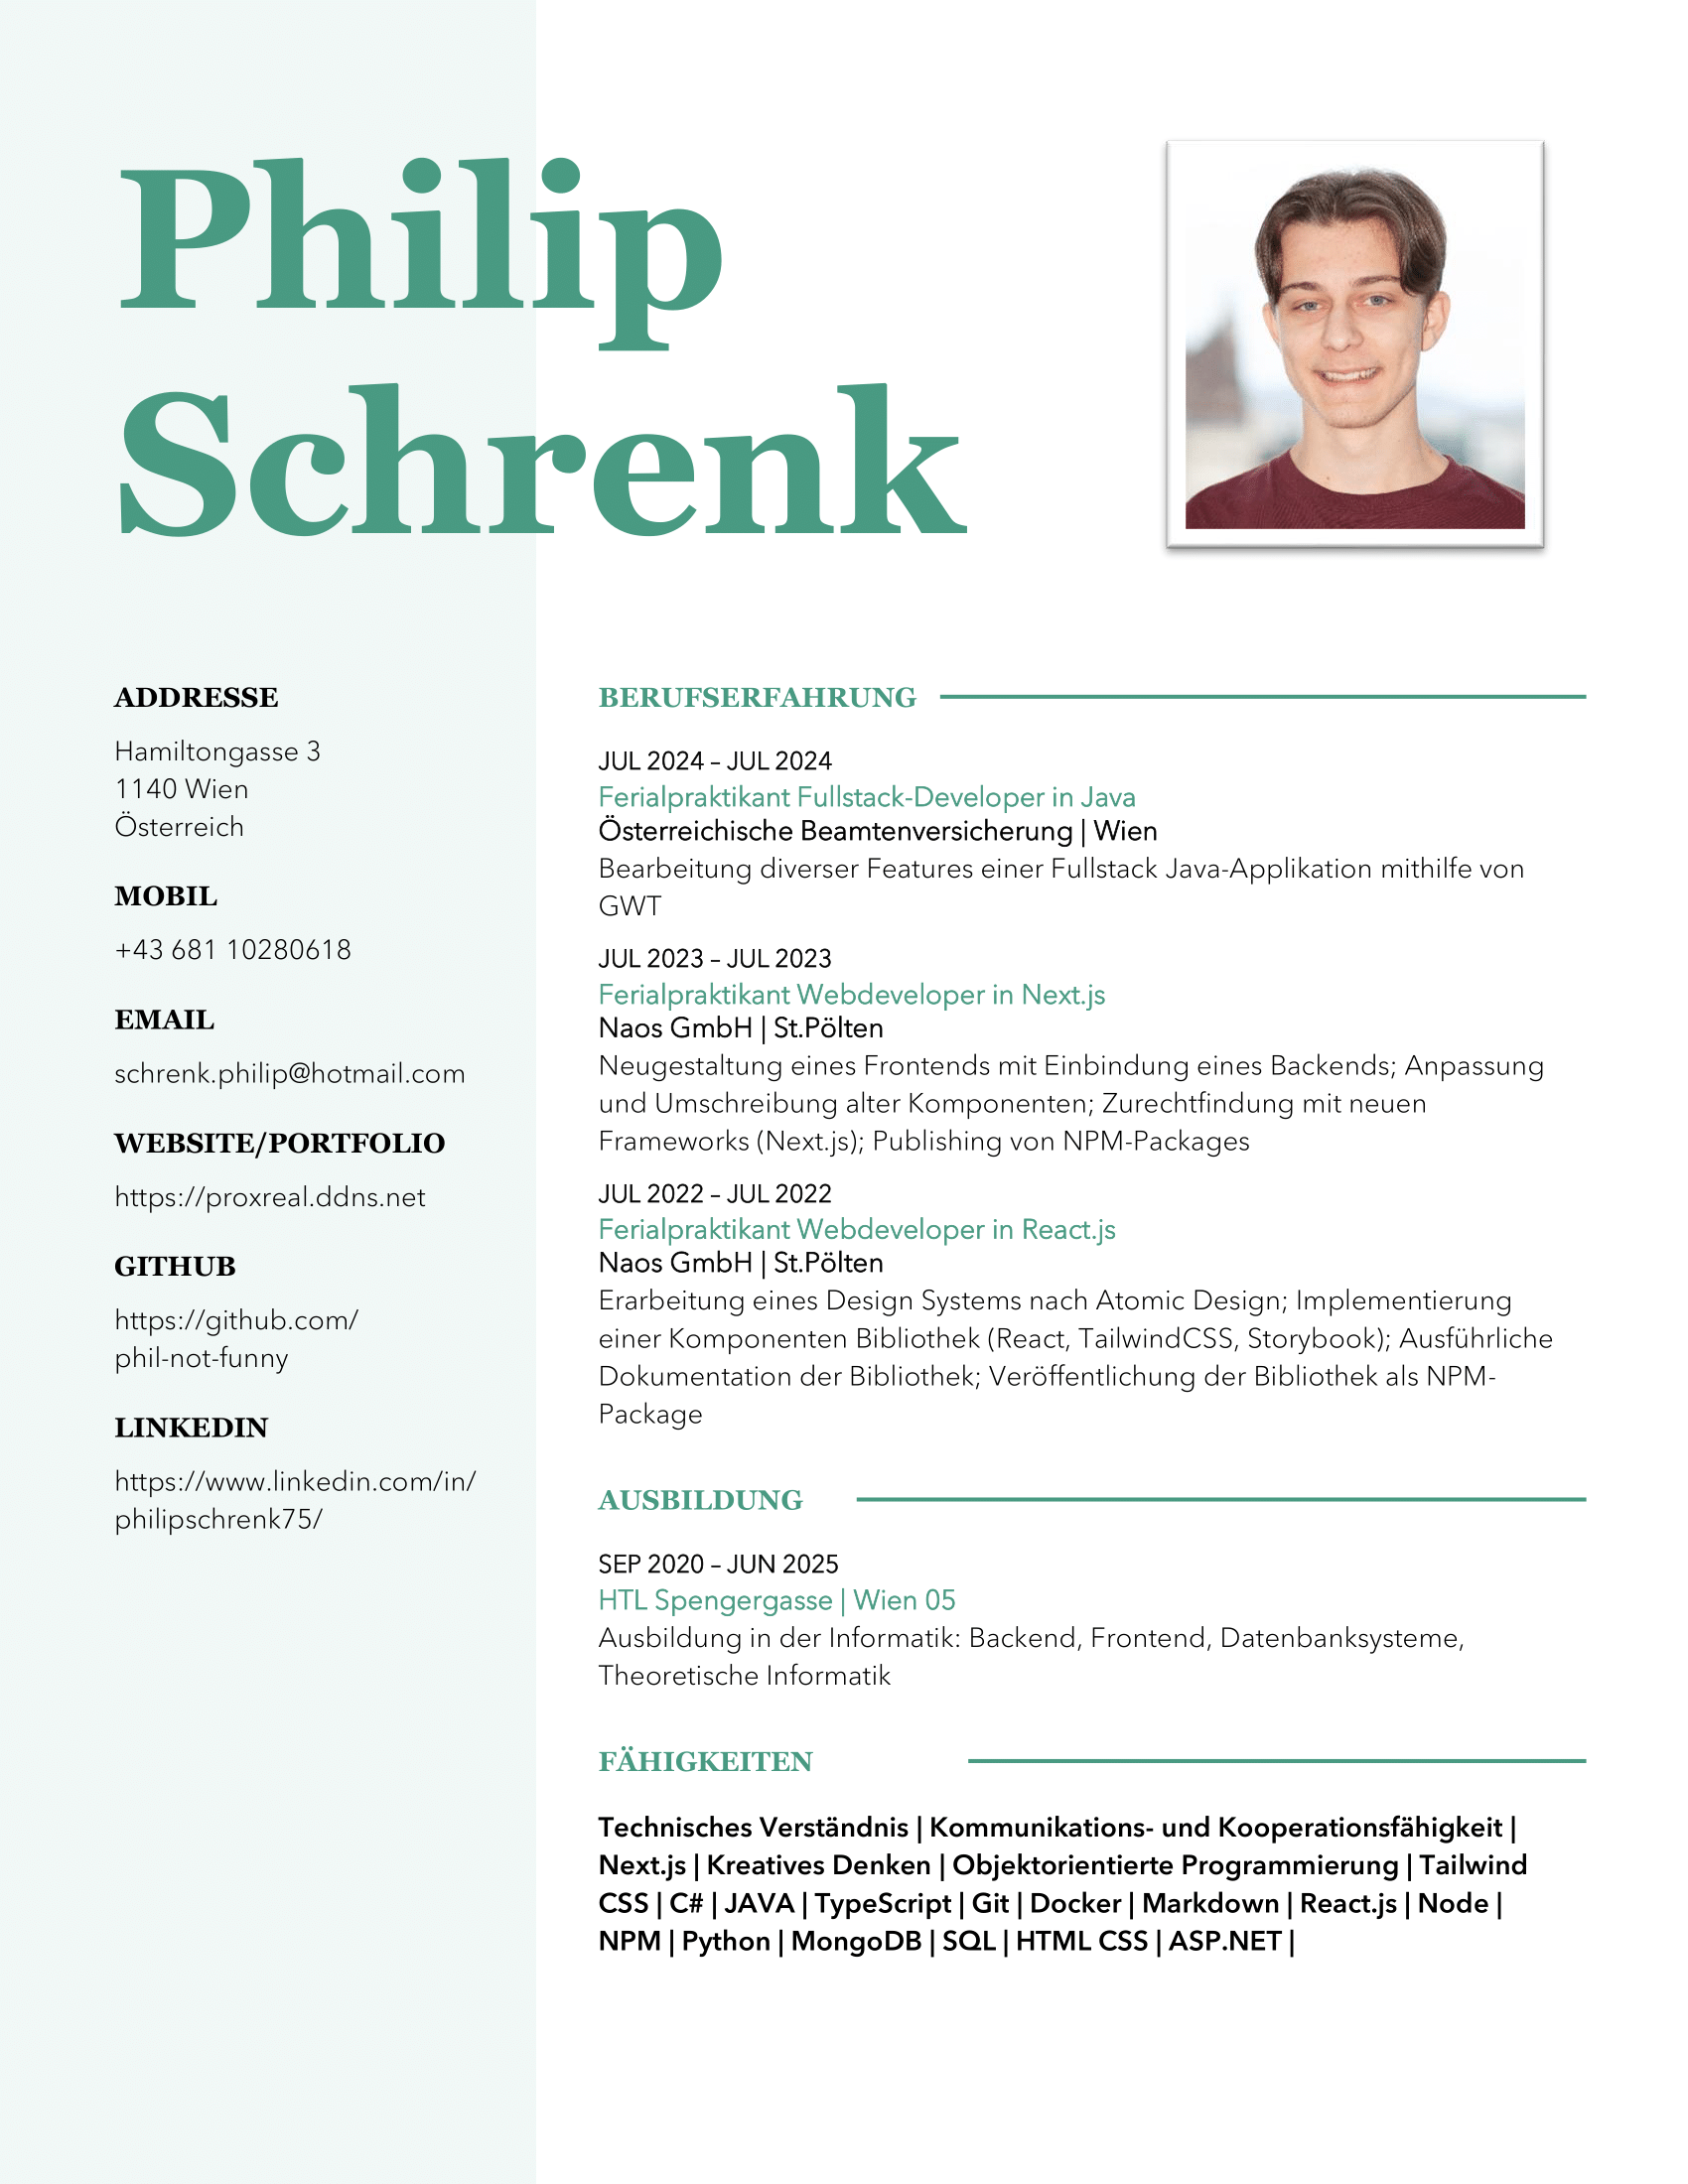 Philip
Schrenk
ADDRESSE
Hamiltongasse 3
1140 Wien
Österreich
MOBIL
+43 681 10280618
EMAIL
schrenk.philip@hotmail.com
WEBSITE/PORTFOLIO
https://proxreal.ddns.net
GITHUB
https://github.com/
phil-not-funny
LINKEDIN
https://www.linkedin.com/in/
philipschrenk75/
BERUFSERFAHRUNG
JUL 2024 – JUL 2024
Ferialpraktikant Fullstack-Developer in Java
Österreichische Beamtenversicherung | Wien
Bearbeitung diverser Features einer Fullstack Java-Applikation mithilfe von
GWT
JUL 2023 – JUL 2023
Ferialpraktikant Webdeveloper in Next.js
Naos GmbH | St.Pölten
Neugestaltung eines Frontends mit Einbindung eines Backends; Anpassung
und Umschreibung alter Komponenten; Zurechtfindung mit neuen
Frameworks (Next.js); Publishing von NPM-Packages
JUL 2022 – JUL 2022
Ferialpraktikant Webdeveloper in React.js
Naos GmbH | St.Pölten
Erarbeitung eines Design Systems nach Atomic Design; Implementierung
einer Komponenten Bibliothek (React, TailwindCSS, Storybook); Ausführliche
Dokumentation der Bibliothek; Veröffentlichung der Bibliothek als NPM-
Package
AUSBILDUNG
SEP 2020 – JUN 2025
HTL Spengergasse | Wien 05
Ausbildung in der Informatik: Backend, Frontend, Datenbanksysteme,
Theoretische Informatik
FÄHIGKEITEN
Technisches Verständnis | Kommunikations- und Kooperationsfähigkeit |
Next.js | Kreatives Denken | Objektorientierte Programmierung | Tailwind
CSS | C# | JAVA | TypeScript | Git | Docker | Markdown | React.js | Node |
NPM | Python | MongoDB | SQL | HTML CSS | ASP.NET |